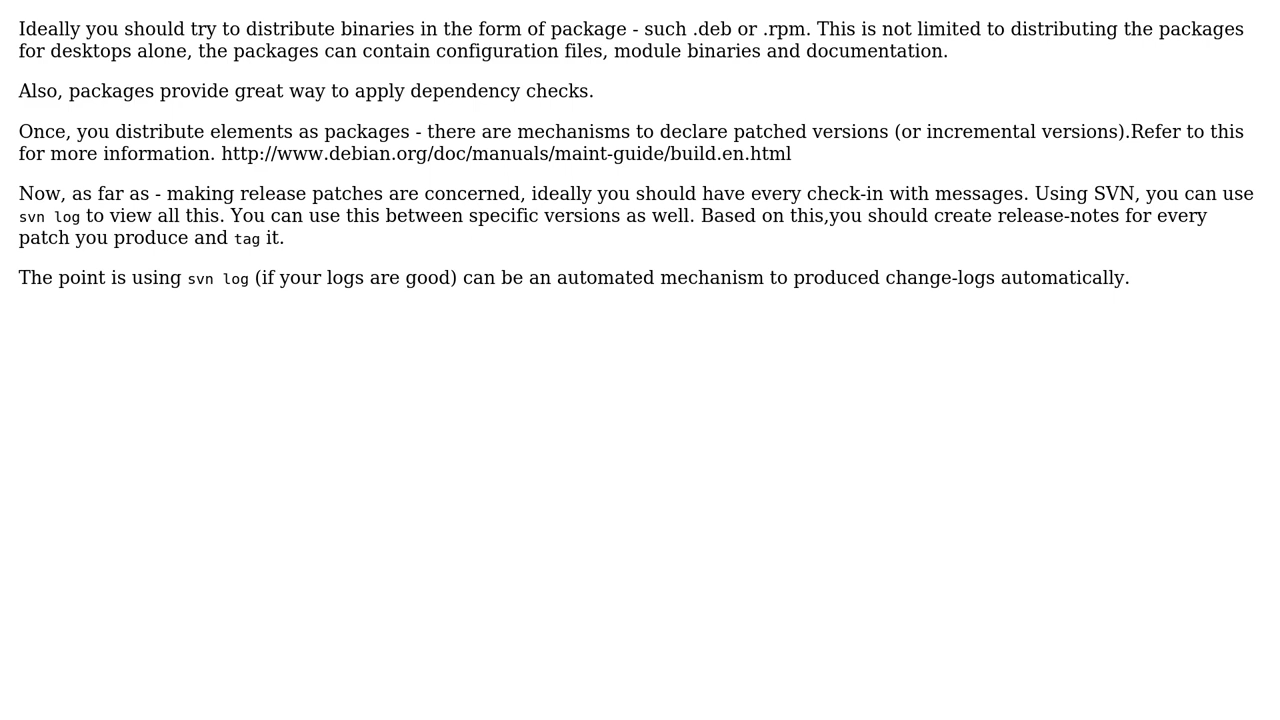 Ideally you should try to distribute binaries in the form of package - such .deb or .rpm. This is not limited to distributing the packages
for desktops alone, the packages can contain configuration files, module binaries and documentation.
Also, packages provide great way to apply dependency checks.
Once, you distribute elements as packages - there are mechanisms to declare patched versions (or incremental versions).Refer to this
for more information. http://www.debian.org/doc/manuals/maint-guide/build.en.html
Now, as far as - making release patches are concerned, ideally you should have every check-in with messages. Using SVN, you can use
svn log to view all this. You can use this between specific versions as well. Based on this,you should create release-notes for every
patch you produce and tag it.
The point is using svn log (if your logs are good) can be an automated mechanism to produced change-logs automatically.